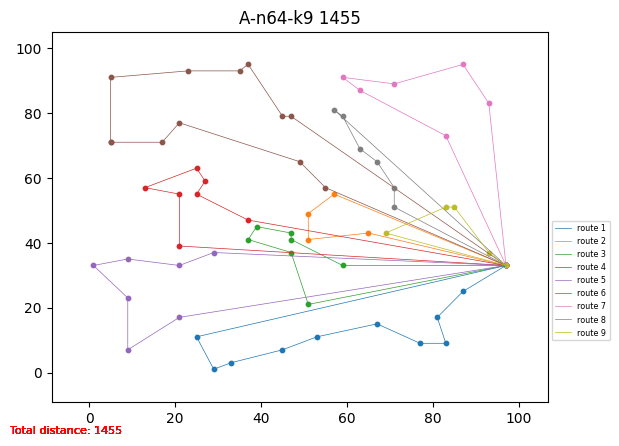 A-n64-k9 1455
100
80
60
40
20
0
0 20 40 60 80 100
route 1
route 2
route 3
route 4
route 5
route 6
route 7
route 8
route 9
Total distance: 1455